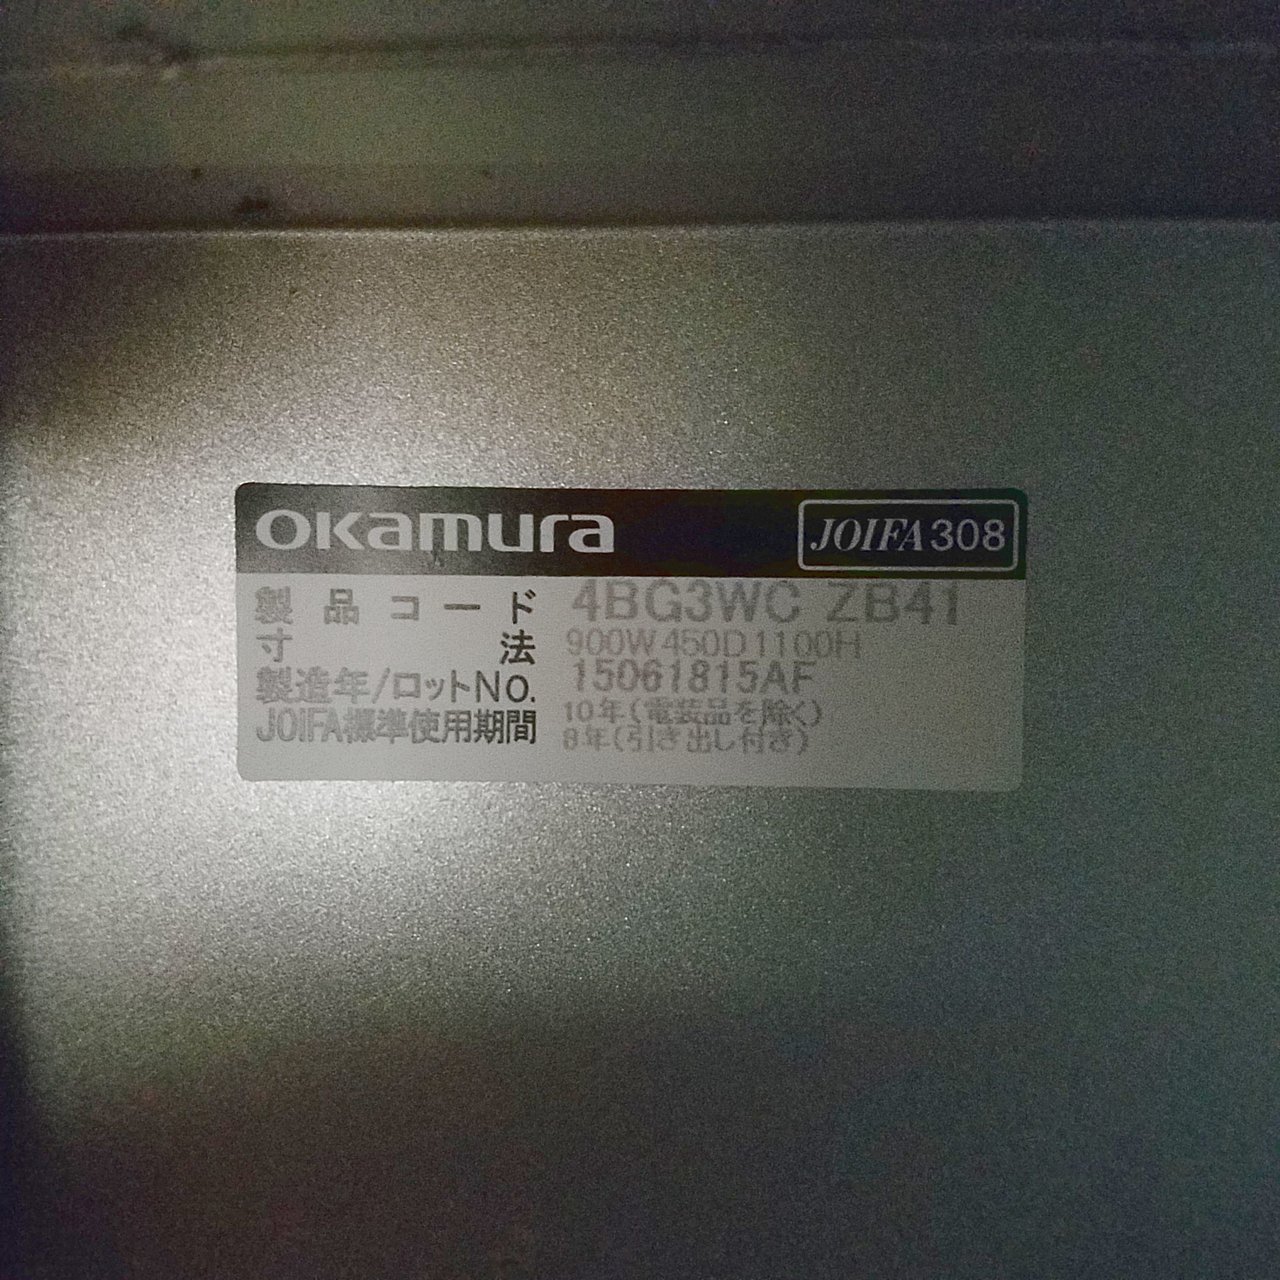 OKamura JOIFA308
製品コード 4BG3WC ZB41
寸法 900W450D1100H
製造年/ロットNo. 15061815AF
JOIFA標準使用期間 10年(電装品を除く)
8年(引き出し付き)